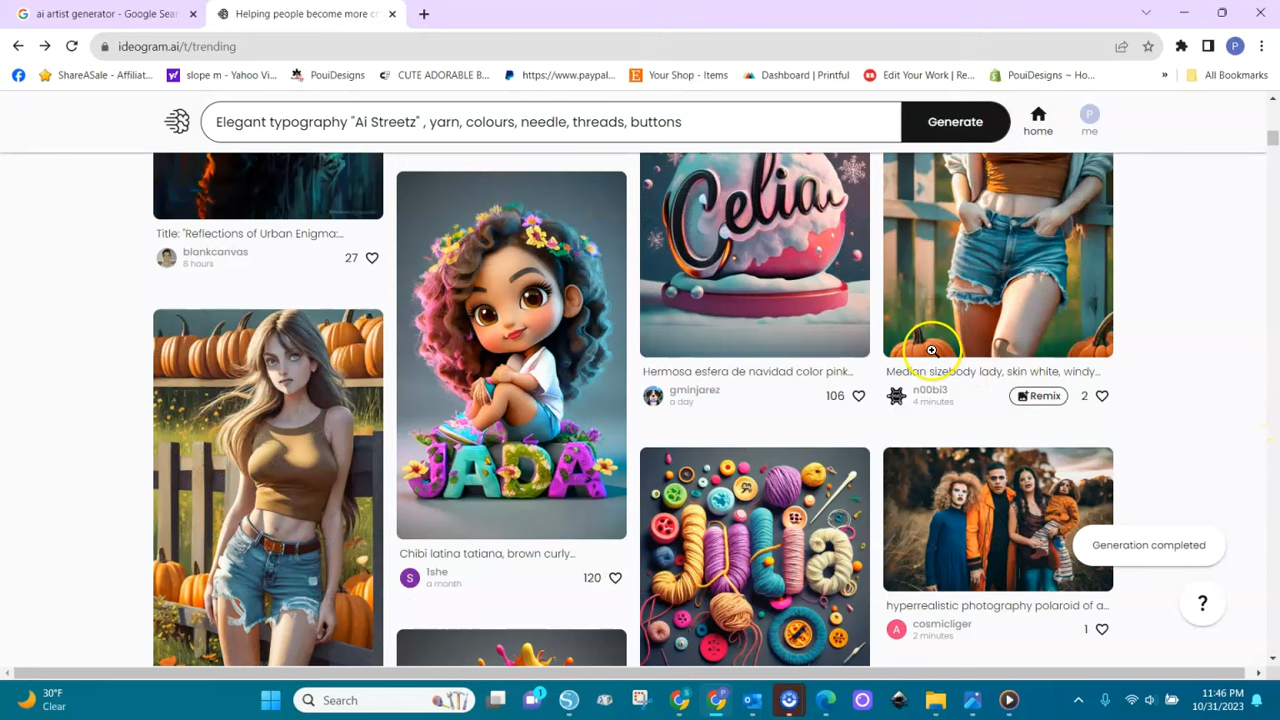 ai artist generator - Google Sear
Helping people become more cr
ideogram.ai/t/trending
P
ShareASale - Affiliat...
slope m - Yahoo Vi...
PouiDesigns
CUTE ADORABLE B...
https://www.paypal...
Your Shop - Items
Dashboard | Printful
Edit Your Work | Re...
PouiDesigns ~ Ho...
»
All Bookmarks
Elegant typography "Ai Streetz" , yarn, colours, needle, threads, buttons
Generate
home
P
me
Title: "Reflections of Urban Enigma:...
blankcanvas
8 hours
27
JADA
Chibi latina tatiana, brown curly...
S
1she
a month
120
Celia
Hermosa esfera de navidad color pink...
gminjarez
a day
106
Julia
Median sizebody lady, skin white, windy...
n00bi3
4 minutes
Remix
2
hyperrealistic photography polaroid of a...
A
cosmicliger
2 minutes
1
Generation completed
?
30°F
Clear
Search
11:46 PM
10/31/2023